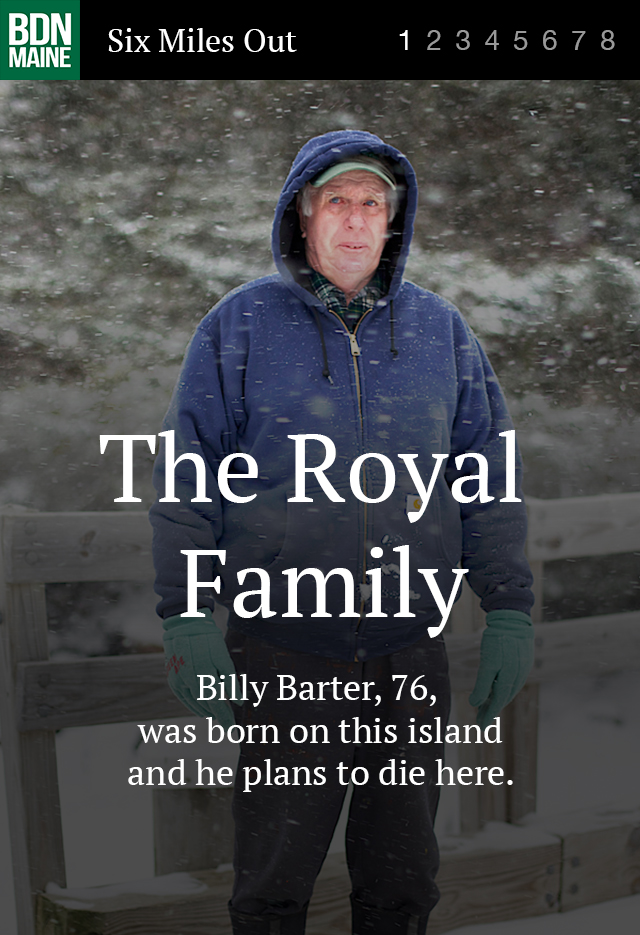 BDN
MAINE
Six Miles Out
1 2 3 4 5 6 7 8
The Royal
Family
Billy Barter, 76,
was born on this island
and he plans to die here.